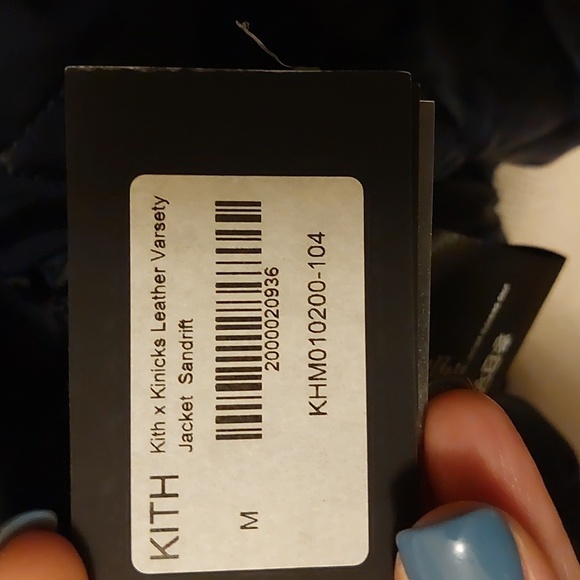 KITH
Kith x Kinicks Leather Varsety
Jacket Sandrift
2000020936
M
KHM010200-104